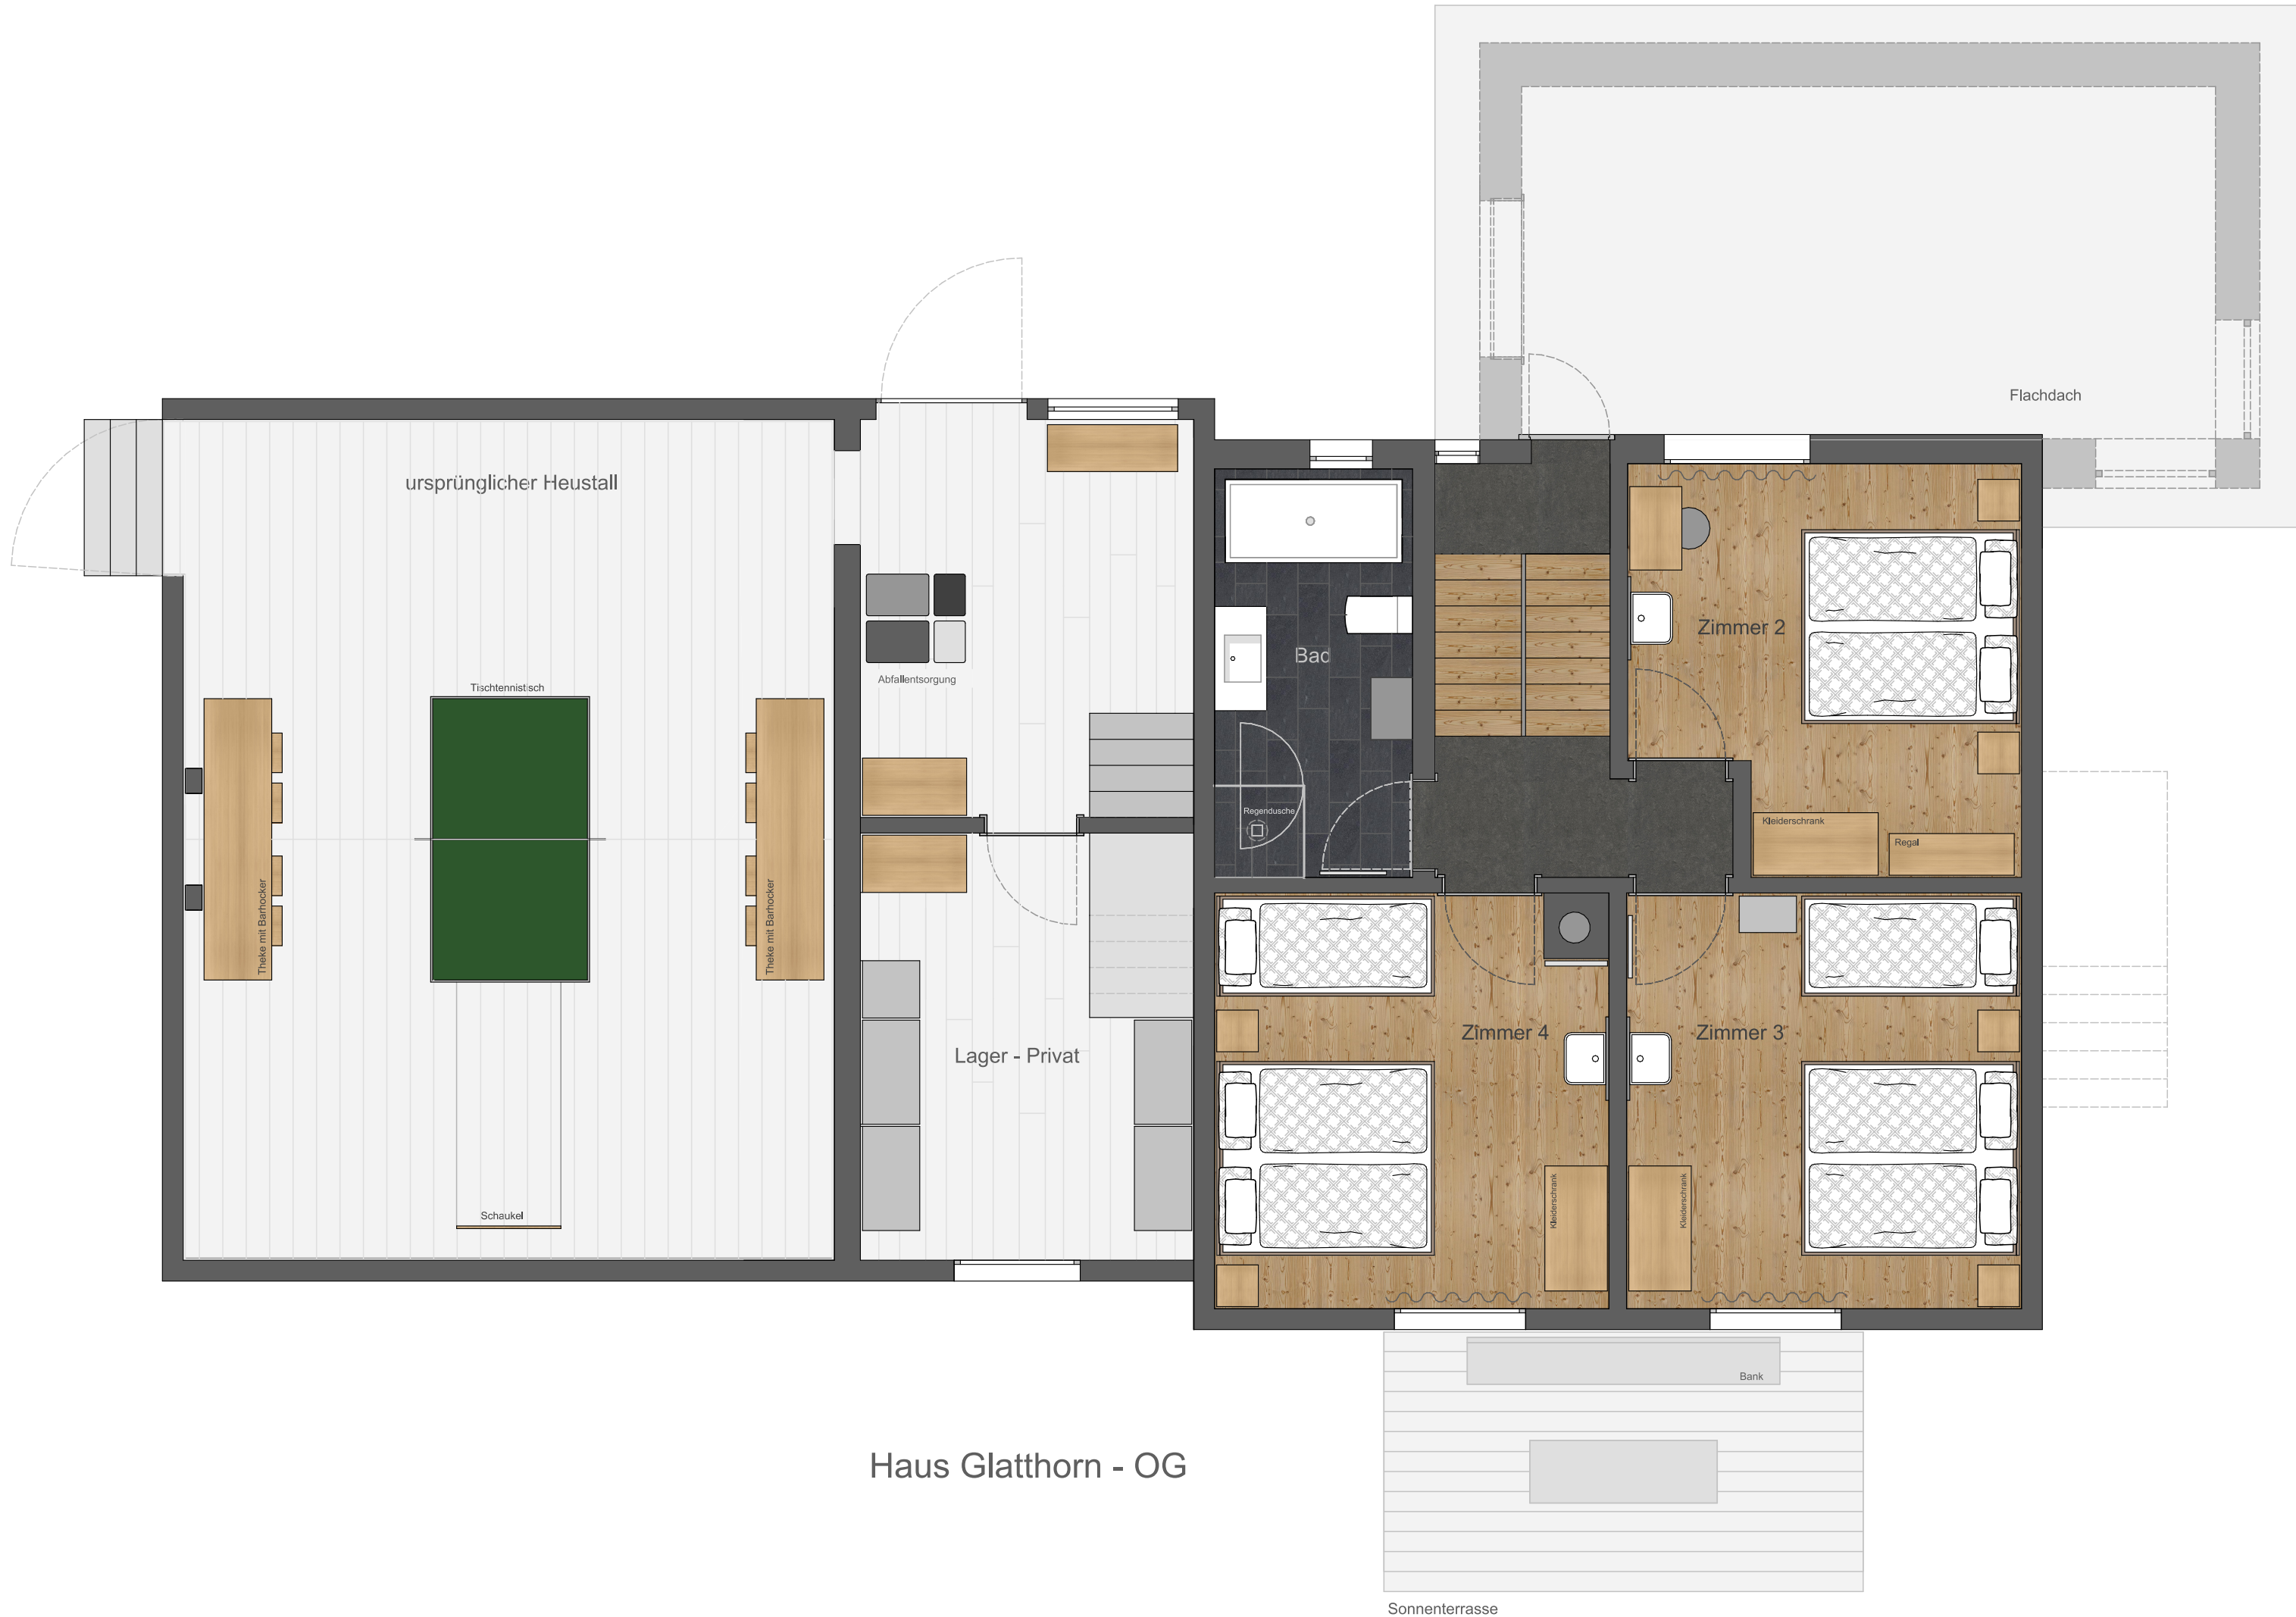 Flachdach
ursprünglicher Heustall
Zimmer 2
Bad
Abfallentsorgung
Tischtennistisch
Regendusche
Kleiderschrank
Regal
Theke mit Barhocker
Theke mit Barhocker
Zimmer 4
Zimmer 3
Lager - Privat
Kleiderschrank
Kleiderschrank
Schaukel
Bank
Haus Glatthorn - OG
Sonnenterrasse